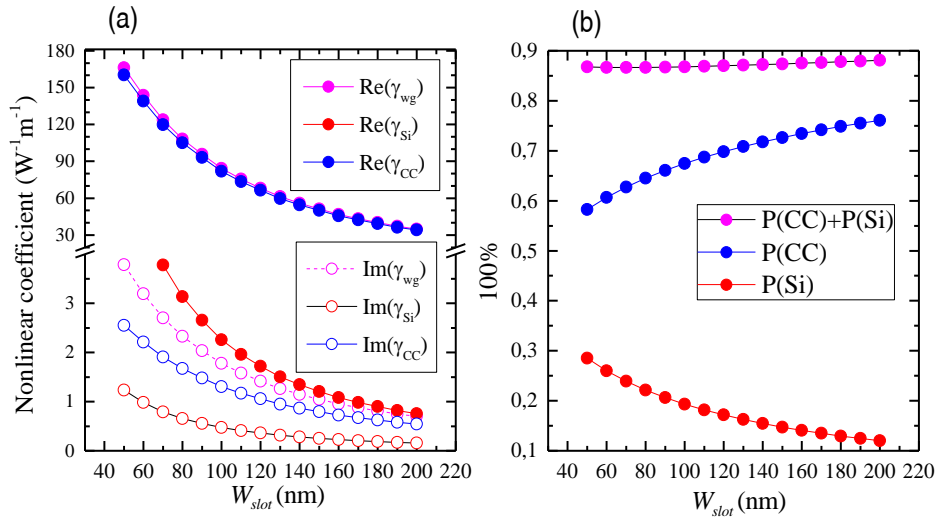 (a)
Nonlinear coefficient (W⁻¹m⁻¹)
180
150
120
90
60
30
3
2
1
0
Re(γwg)
Re(γSi)
Re(γCC)
Im(γwg)
Im(γSi)
Im(γCC)
40 60 80 100 120 140 160 180 200 220
Wslot (nm)
(b)
100%
0,9
0,8
0,7
0,6
0,5
0,4
0,3
0,2
0,1
P(CC)+P(Si)
P(CC)
P(Si)
40 60 80 100 120 140 160 180 200 220
Wslot (nm)